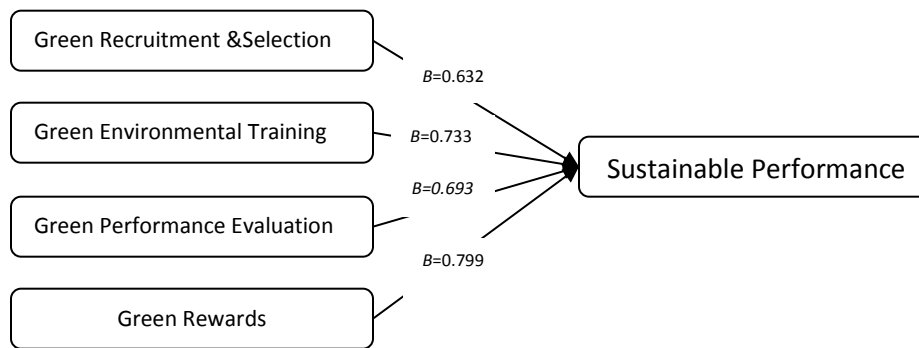 Green Recruitment &Selection
B=0.632
Green Environmental Training
B=0.733
Sustainable Performance
B=0.693
Green Performance Evaluation
B=0.799
Green Rewards